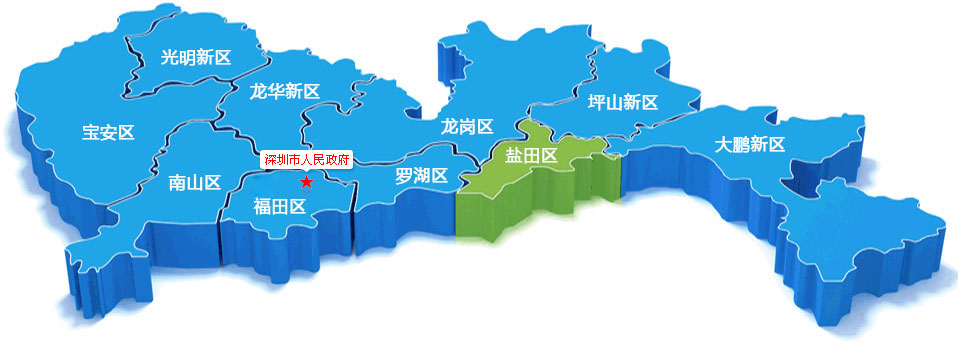 光明新区
龙华新区
坪山新区
宝安区
龙岗区
大鹏新区
盐田区
深圳市人民政府
南山区
罗湖区
福田区